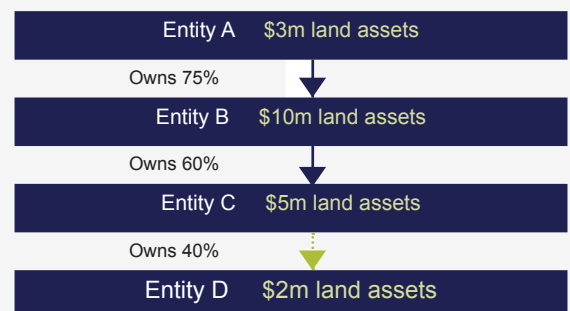 Entity A $3m land assets
Owns 75%
Entity B $10m land assets
Owns 60%
Entity C $5m land assets
Owns 40%
Entity D $2m land assets